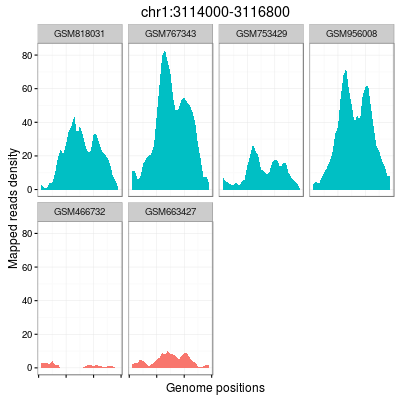 chr1:3114000-3116800
GSM818031 GSM767343 GSM753429 GSM956008
80
60
40
20
0
GSM466732 GSM663427
80
60
40
20
0
Mapped reads density
Genome positions